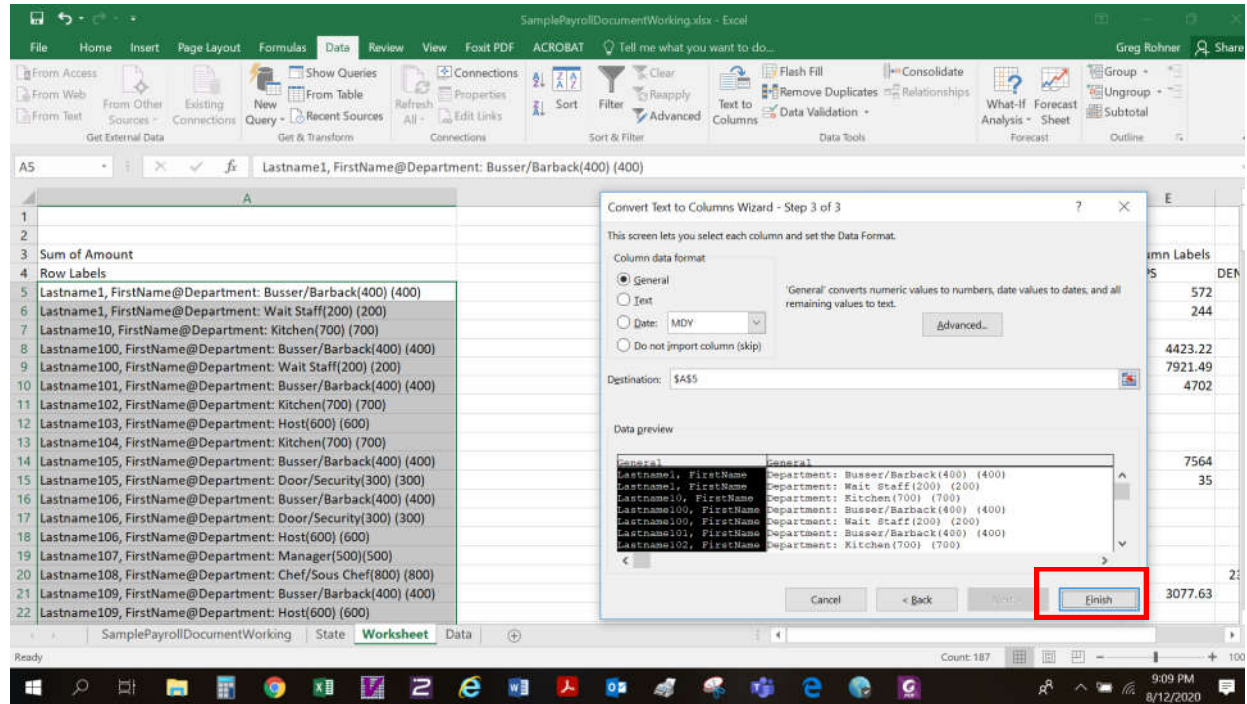 SamplePayrollDocumentWorking.xlsx - Excel
File Home Insert Page Layout Formulas Data Review View Foxit PDF ACROBAT Tell me what you want to do... Greg Rohner Share
From Access
From Web
From Text
From Other Sources
Existing Connections
Get External Data
New Query
Show Queries
From Table
Recent Sources
Get & Transform
Refresh All
Connections
Properties
Edit Links
Connections
Sort
Filter
Clear
Reapply
Advanced
Sort & Filter
Text to Columns
Flash Fill
Remove Duplicates
Data Validation
Consolidate
Relationships
Data Tools
What-If Analysis
Forecast Sheet
Forecast
Group
Ungroup
Subtotal
Outline
A5 fx Lastname1, FirstName@Department: Busser/Barback(400) (400)
A E
1
2
3 Sum of Amount
4 Row Labels
5 Lastname1, FirstName@Department: Busser/Barback(400) (400)
6 Lastname1, FirstName@Department: Wait Staff(200) (200)
7 Lastname10, FirstName@Department: Kitchen(700) (700)
8 Lastname100, FirstName@Department: Busser/Barback(400) (400)
9 Lastname100, FirstName@Department: Wait Staff(200) (200)
10 Lastname101, FirstName@Department: Busser/Barback(400) (400)
11 Lastname102, FirstName@Department: Kitchen(700) (700)
12 Lastname103, FirstName@Department: Host(600) (600)
13 Lastname104, FirstName@Department: Kitchen(700) (700)
14 Lastname105, FirstName@Department: Busser/Barback(400) (400)
15 Lastname105, FirstName@Department: Door/Security(300) (300)
16 Lastname106, FirstName@Department: Busser/Barback(400) (400)
17 Lastname106, FirstName@Department: Door/Security(300) (300)
18 Lastname106, FirstName@Department: Host(600) (600)
19 Lastname107, FirstName@Department: Manager(500)(500)
20 Lastname108, FirstName@Department: Chef/Sous Chef(800) (800)
21 Lastname109, FirstName@Department: Busser/Barback(400) (400)
22 Lastname109, FirstName@Department: Host(600) (600)
Convert Text to Columns Wizard - Step 3 of 3 ? ×
This screen lets you select each column and set the Data Format.
Column data format
General
Text
Date: MDY
Do not import column (skip)
'General' converts numeric values to numbers, date values to dates, and all
remaining values to text.
Advanced...
Destination: $A$5
Data preview
General General
Lastname1, FirstName Department: Busser/Barback(400) (400)
Lastname1, FirstName Department: Wait Staff(200) (200)
Lastname10, FirstName Department: Kitchen(700) (700)
Lastname100, FirstName Department: Busser/Barback(400) (400)
Lastname100, FirstName Department: Wait Staff(200) (200)
Lastname101, FirstName Department: Busser/Barback(400) (400)
Lastname102, FirstName Department: Kitchen(700) (700)
Cancel < Back Next > Finish
umn Labels
S DEN
572
244
4423.22
7921.49
4702
7564
35
23
3077.63
SamplePayrollDocumentWorking State Worksheet Data
Ready Count: 187 100
9:09 PM
8/12/2020